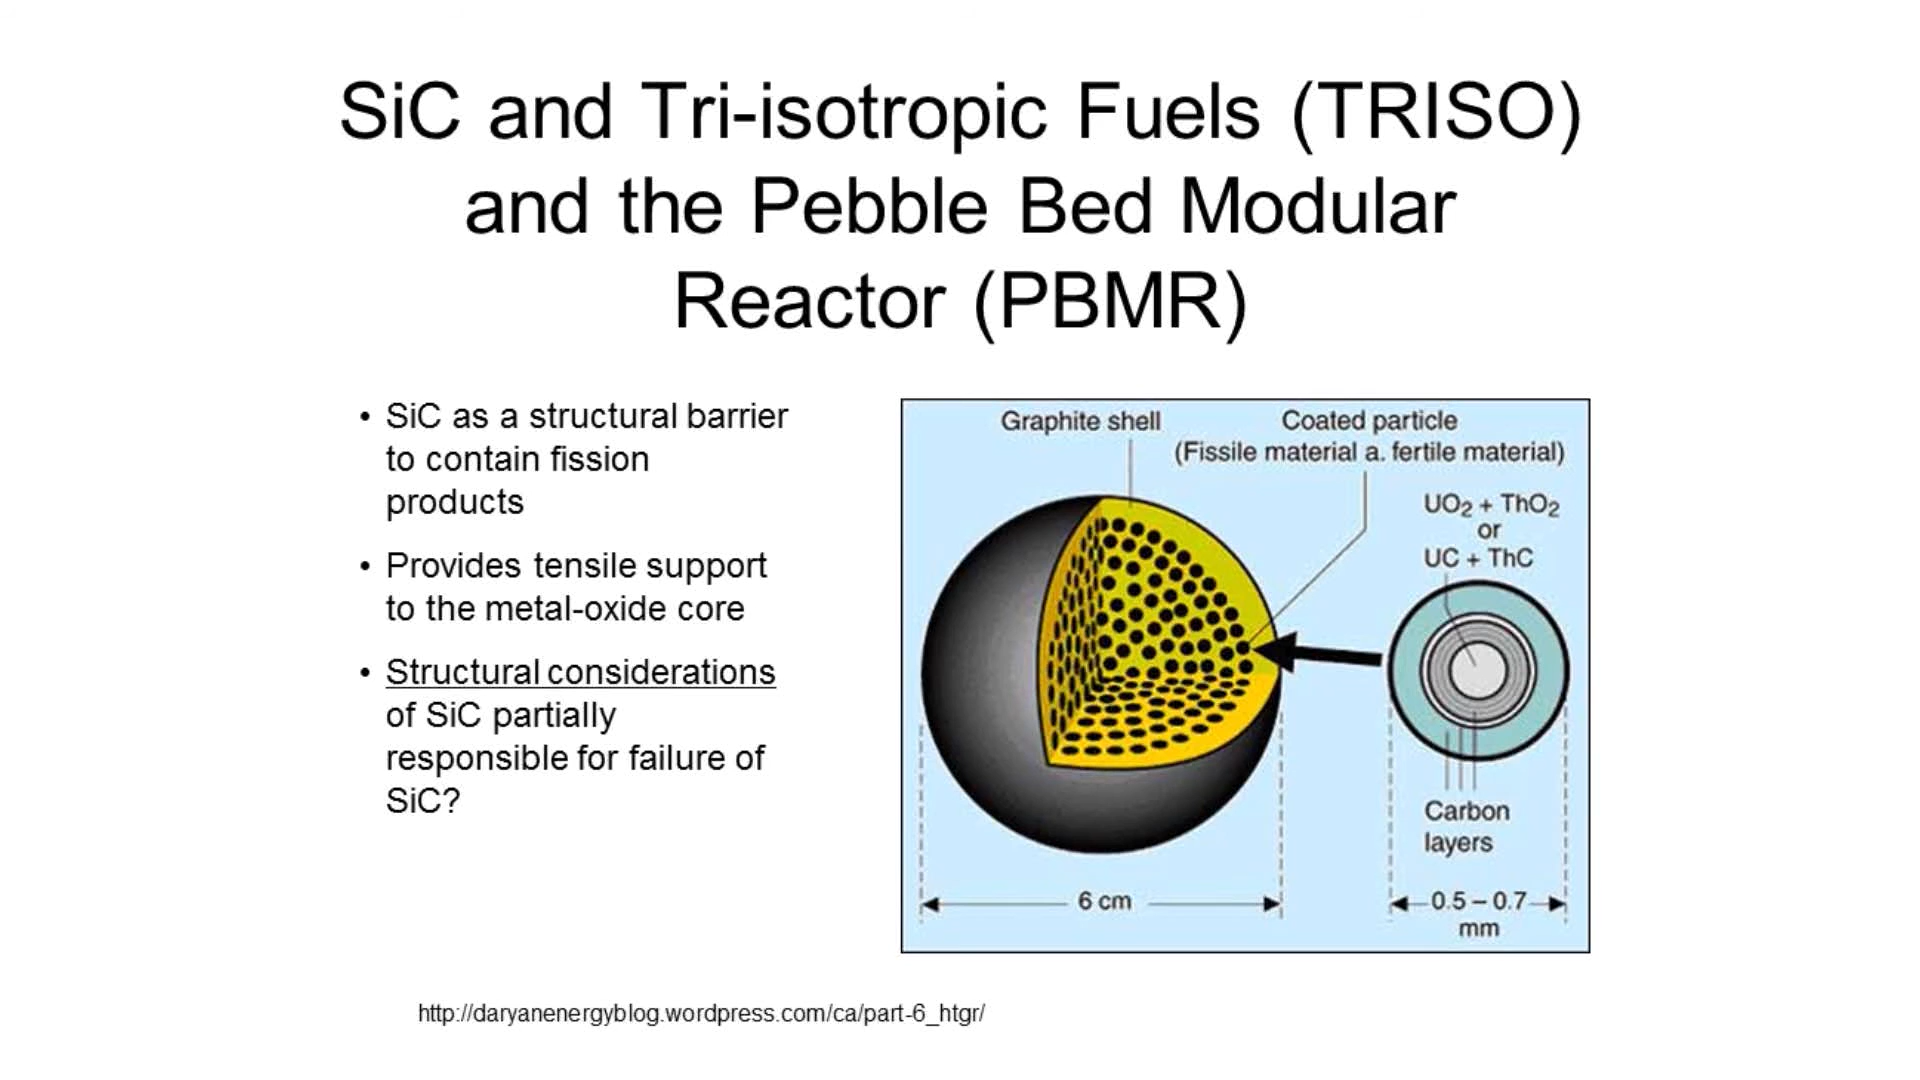 SiC and Tri-isotropic Fuels (TRISO)
and the Pebble Bed Modular
Reactor (PBMR)
• SiC as a structural barrier
to contain fission
products
• Provides tensile support
to the metal-oxide core
• Structural considerations
of SiC partially
responsible for failure of
SiC?
Graphite shell
Coated particle
(Fissile material a. fertile material)
UO₂ + ThO₂
or
UC + ThC
Carbon
layers
6 cm
0.5 – 0.7
mm
http://daryanenergyblog.wordpress.com/ca/part-6_htgr/